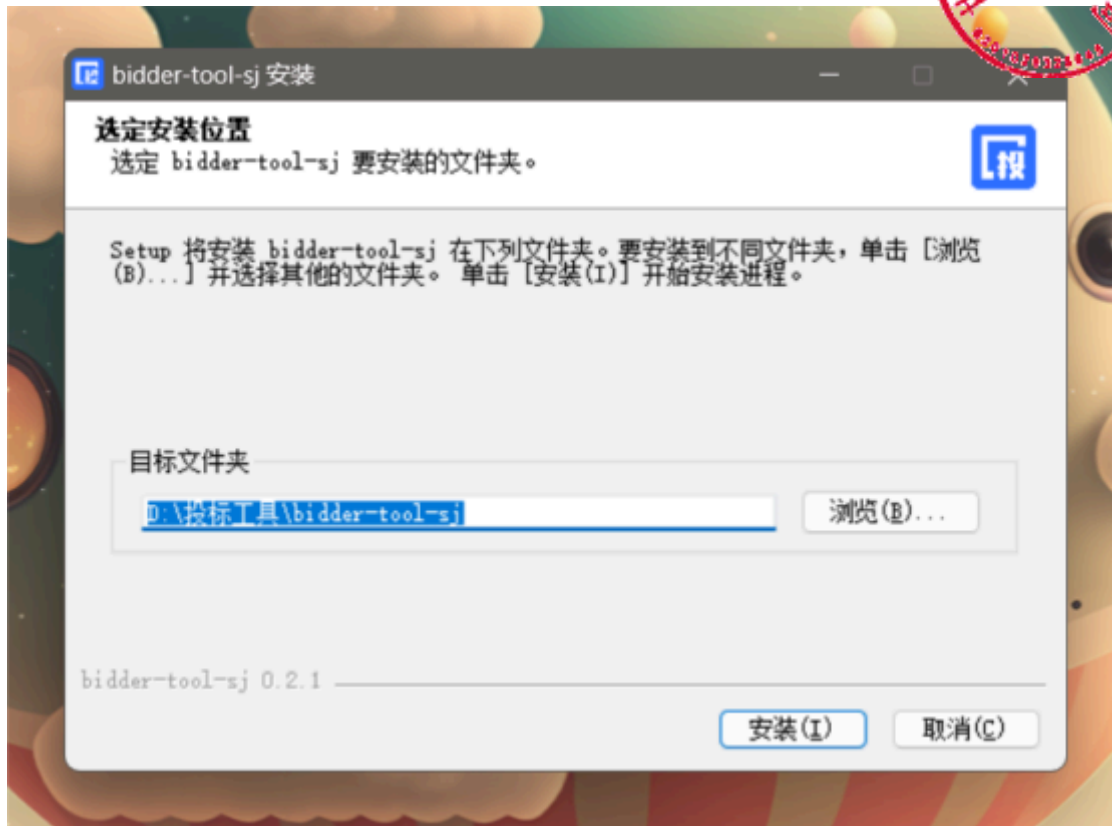 bidder-tool-sj 安装
选定安装位置
选定 bidder-tool-sj 要安装的文件夹。
投
Setup 将安装 bidder-tool-sj 在下列文件夹。要安装到不同文件夹，单击 [浏览
(B)...] 并选择其他的文件夹。 单击 [安装(I)] 开始安装进程。
目标文件夹
D:\投标工具\bidder-tool-sj
浏览(B)...
bidder-tool-sj 0.2.1
安装(I)
取消(C)